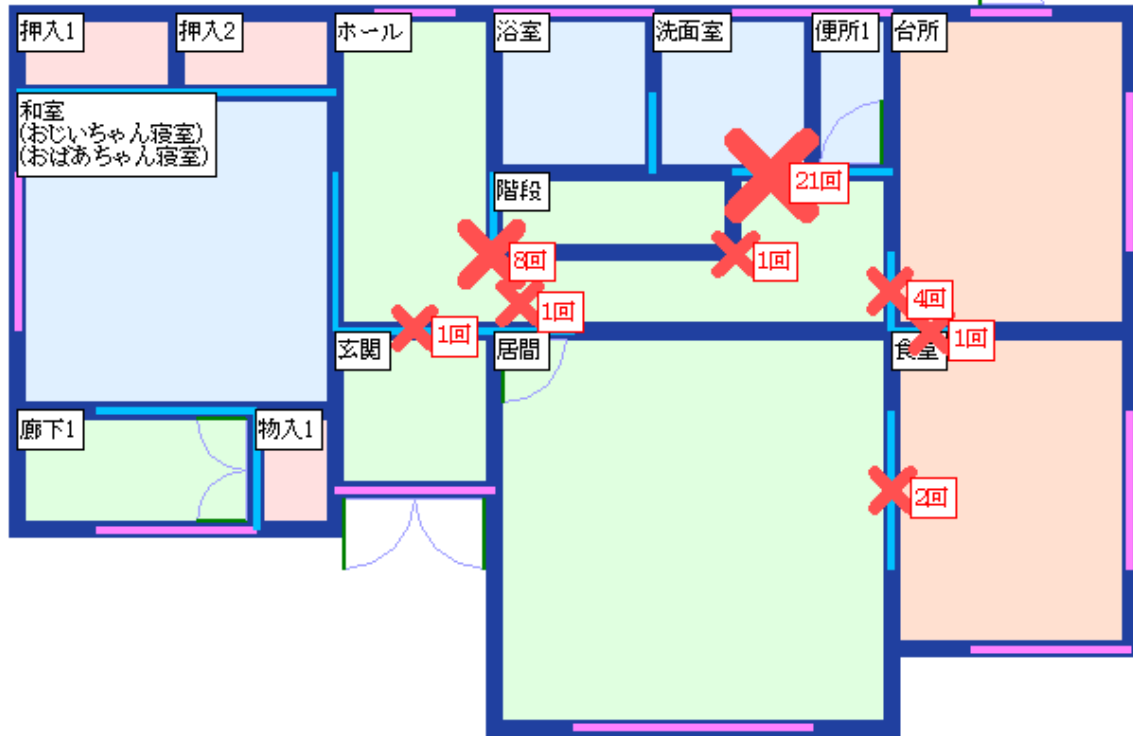 押入1
押入2
ホール
浴室
洗面室
便所1
台所
和室
(おじいちゃん寝室)
(おばあちゃん寝室)
階段
21回
8回
1回
4回
1回
1回
1回
玄関
居間
食室
廊下1
物入1
2回